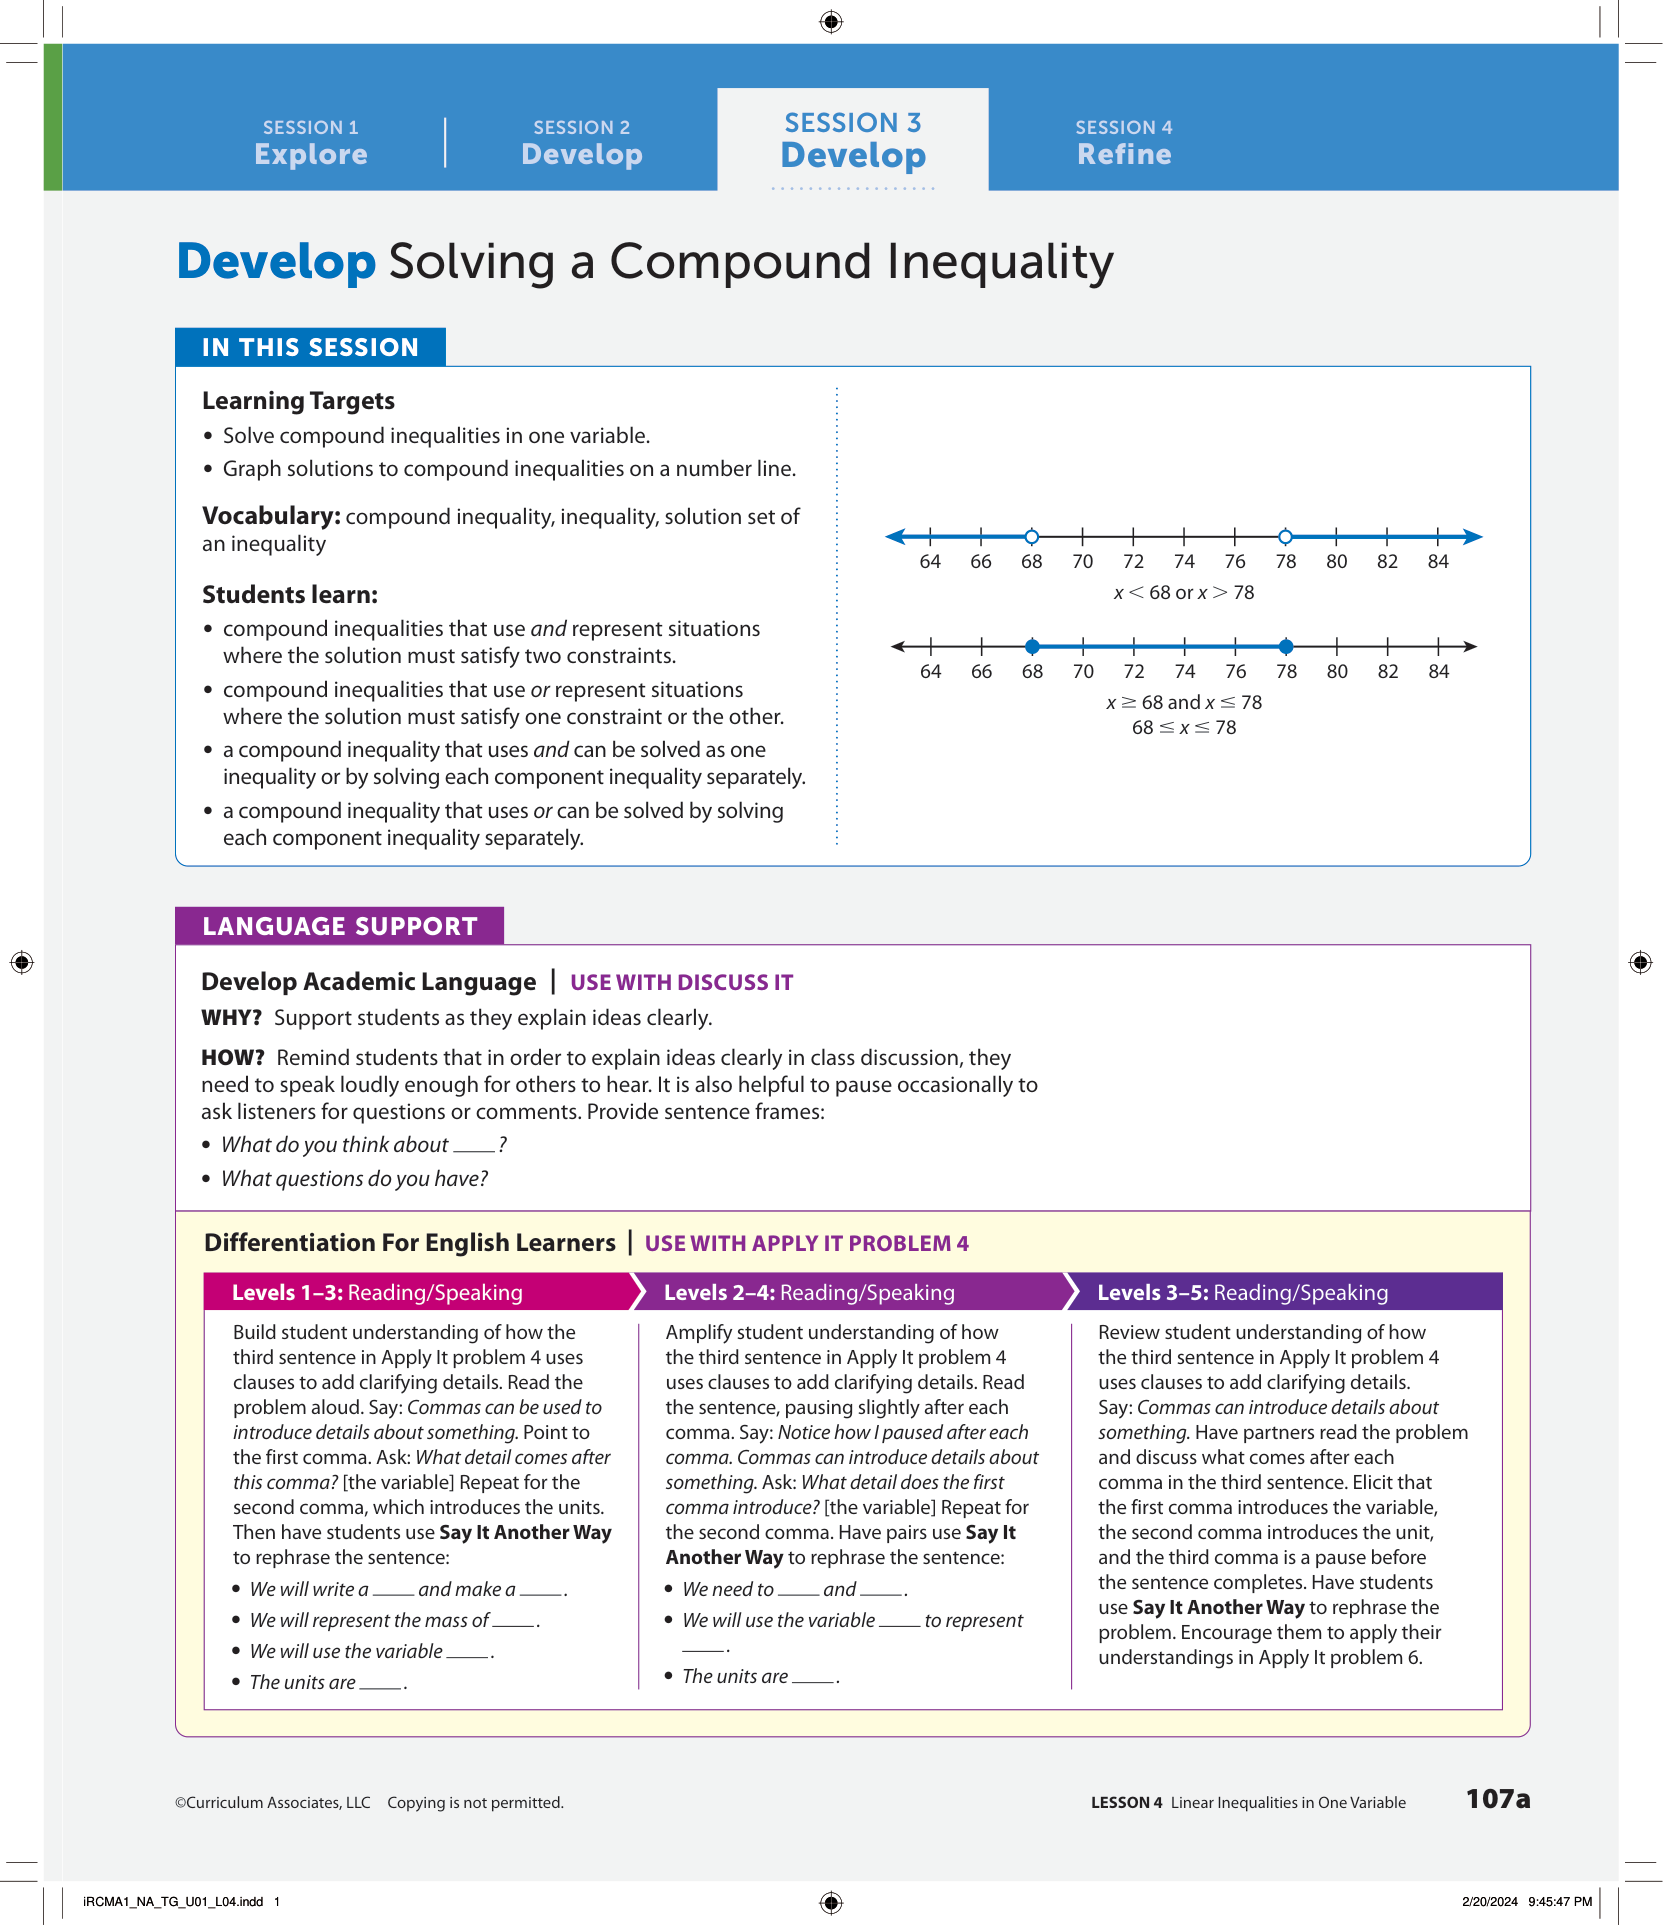 SESSION 1
Explore
SESSION 2
Develop
SESSION 3
Develop
SESSION 4
Refine
Develop Solving a Compound Inequality
IN THIS SESSION
Learning Targets
• Solve compound inequalities in one variable.
• Graph solutions to compound inequalities on a number line.
Vocabulary: compound inequality, inequality, solution set of
an inequality
Students learn:
• compound inequalities that use and represent situations
where the solution must satisfy two constraints.
• compound inequalities that use or represent situations
where the solution must satisfy one constraint or the other.
• a compound inequality that uses and can be solved as one
inequality or by solving each component inequality separately.
• a compound inequality that uses or can be solved by solving
each component inequality separately.
64 66 68 70 72 74 76 78 80 82 84
x < 68 or x > 78
64 66 68 70 72 74 76 78 80 82 84
x ≥ 68 and x ≤ 78
68 ≤ x ≤ 78
LANGUAGE SUPPORT
Develop Academic Language | USE WITH DISCUSS IT
WHY? Support students as they explain ideas clearly.
HOW? Remind students that in order to explain ideas clearly in class discussion, they
need to speak loudly enough for others to hear. It is also helpful to pause occasionally to
ask listeners for questions or comments. Provide sentence frames:
• What do you think about ____?
• What questions do you have?
Differentiation For English Learners | USE WITH APPLY IT PROBLEM 4
Levels 1–3: Reading/Speaking
Build student understanding of how the
third sentence in Apply It problem 4 uses
clauses to add clarifying details. Read the
problem aloud. Say: Commas can be used to
introduce details about something. Point to
the first comma. Ask: What detail comes after
this comma? [the variable] Repeat for the
second comma, which introduces the units.
Then have students use Say It Another Way
to rephrase the sentence:
• We will write a ____ and make a ____.
• We will represent the mass of ____.
• We will use the variable ____.
• The units are ____.
Levels 2–4: Reading/Speaking
Amplify student understanding of how
the third sentence in Apply It problem 4
uses clauses to add clarifying details. Read
the sentence, pausing slightly after each
comma. Say: Notice how I paused after each
comma. Commas can introduce details about
something. Ask: What detail does the first
comma introduce? [the variable] Repeat for
the second comma. Have pairs use Say It
Another Way to rephrase the sentence:
• We need to ____ and ____.
• We will use the variable ____ to represent
____.
• The units are ____.
Levels 3–5: Reading/Speaking
Review student understanding of how
the third sentence in Apply It problem 4
uses clauses to add clarifying details.
Say: Commas can introduce details about
something. Have partners read the problem
and discuss what comes after each
comma in the third sentence. Elicit that
the first comma introduces the variable,
the second comma introduces the unit,
and the third comma is a pause before
the sentence completes. Have students
use Say It Another Way to rephrase the
problem. Encourage them to apply their
understandings in Apply It problem 6.
©Curriculum Associates, LLC Copying is not permitted.
LESSON 4 Linear Inequalities in One Variable 107a
iRCMA1_NA_TG_U01_L04.indd 1
2/20/2024 9:45:47 PM